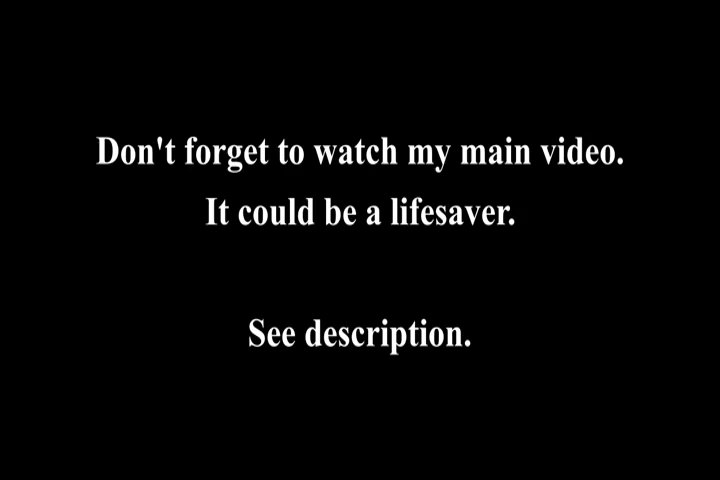 Don't forget to watch my main video.
It could be a lifesaver.
See description.